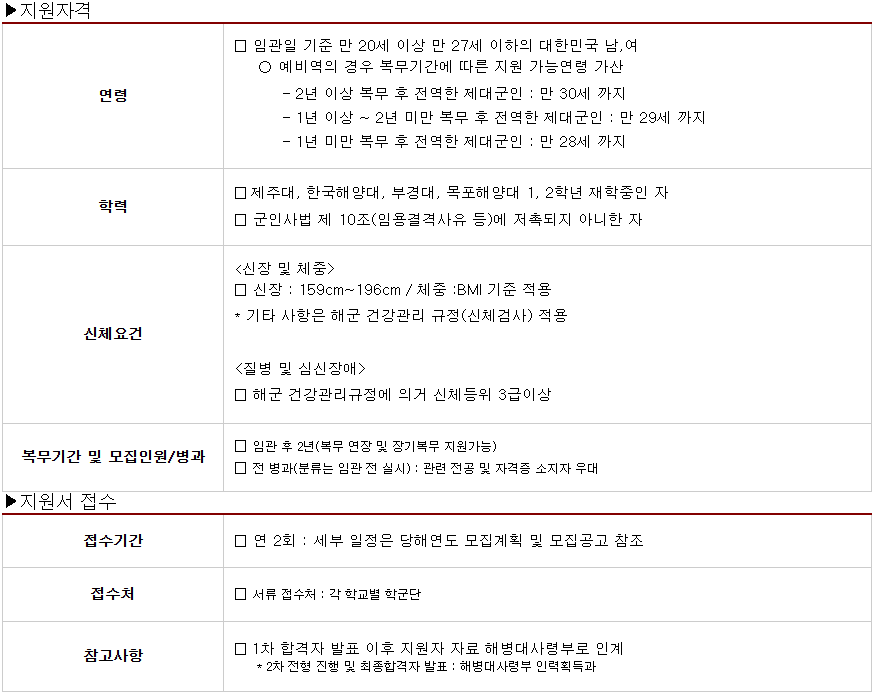 ▶지원자격
연령
□ 임관일 기준 만 20세 이상 만 27세 이하의 대한민국 남,여
○ 예비역의 경우 복무기간에 따른 지원 가능연령 가산
- 2년 이상 복무 후 전역한 제대군인 : 만 30세 까지
- 1년 이상 ~ 2년 미만 복무 후 전역한 제대군인 : 만 29세 까지
- 1년 미만 복무 후 전역한 제대군인 : 만 28세 까지
학력
□ 제주대, 한국해양대, 부경대, 목포해양대 1, 2학년 재학중인 자
□ 군인사법 제 10조(임용결격사유 등)에 저촉되지 아니한 자
신체요건
<신장 및 체중>
□ 신장 : 159cm~196cm / 체중 :BMI 기준 적용
* 기타 사항은 해군 건강관리 규정(신체검사) 적용
<질병 및 심신장애>
□ 해군 건강관리규정에 의거 신체등위 3급이상
복무기간 및 모집인원/병과
□ 임관 후 2년(복무 연장 및 장기복무 지원가능)
□ 전 병과(분류는 임관 전 실시) : 관련 전공 및 자격증 소지자 우대
▶지원서 접수
접수기간
□ 연 2회 : 세부 일정은 당해연도 모집계획 및 모집공고 참조
접수처
□ 서류 접수처 : 각 학교별 학군단
참고사항
□ 1차 합격자 발표 이후 지원자 자료 해병대사령부로 인계
* 2차 전형 진행 및 최종합격자 발표 : 해병대사령부 인력획득과